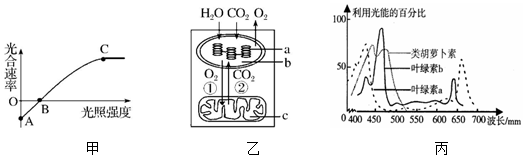 光合速率
C
O
B
A
光照强度
甲
H2O CO2 O2
a
b
O2 CO2
① ②
c
乙
利用光能的百分比
100
50
0
类胡萝卜素
叶绿素b
叶绿素a
400 450 500 550 600 650 700 波长/mm
丙